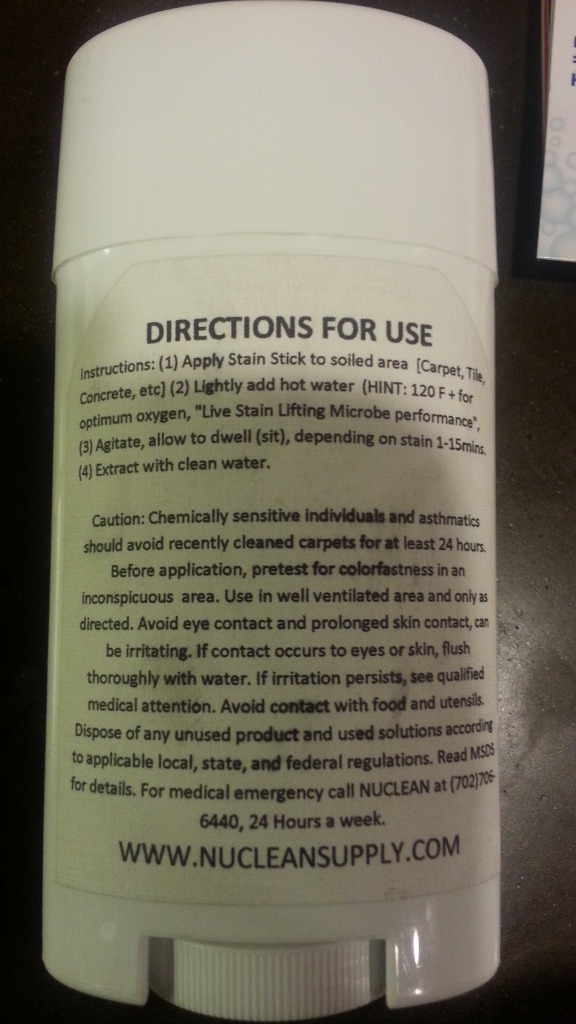 DIRECTIONS FOR USE
Instructions: (1) Apply Stain Stick to soiled area [Carpet, Tile,
Concrete, etc] (2) Lightly add hot water (HINT: 120 F + for
optimum oxygen, "Live Stain Lifting Microbe performance",
(3) Agitate, allow to dwell (sit), depending on stain 1-15mins.
(4) Extract with clean water.
Caution: Chemically sensitive individuals and asthmatics
should avoid recently cleaned carpets for at least 24 hours.
Before application, pretest for colorfastness in an
inconspicuous area. Use in well ventilated area and only as
directed. Avoid eye contact and prolonged skin contact, can
be irritating. If contact occurs to eyes or skin, flush
thoroughly with water. If irritation persists, see qualified
medical attention. Avoid contact with food and utensils.
Dispose of any unused product and used solutions according
to applicable local, state, and federal regulations. Read MSDS
for details. For medical emergency call NUCLEAN at (702)706-
6440, 24 Hours a week.
WWW.NUCLEANSUPPLY.COM